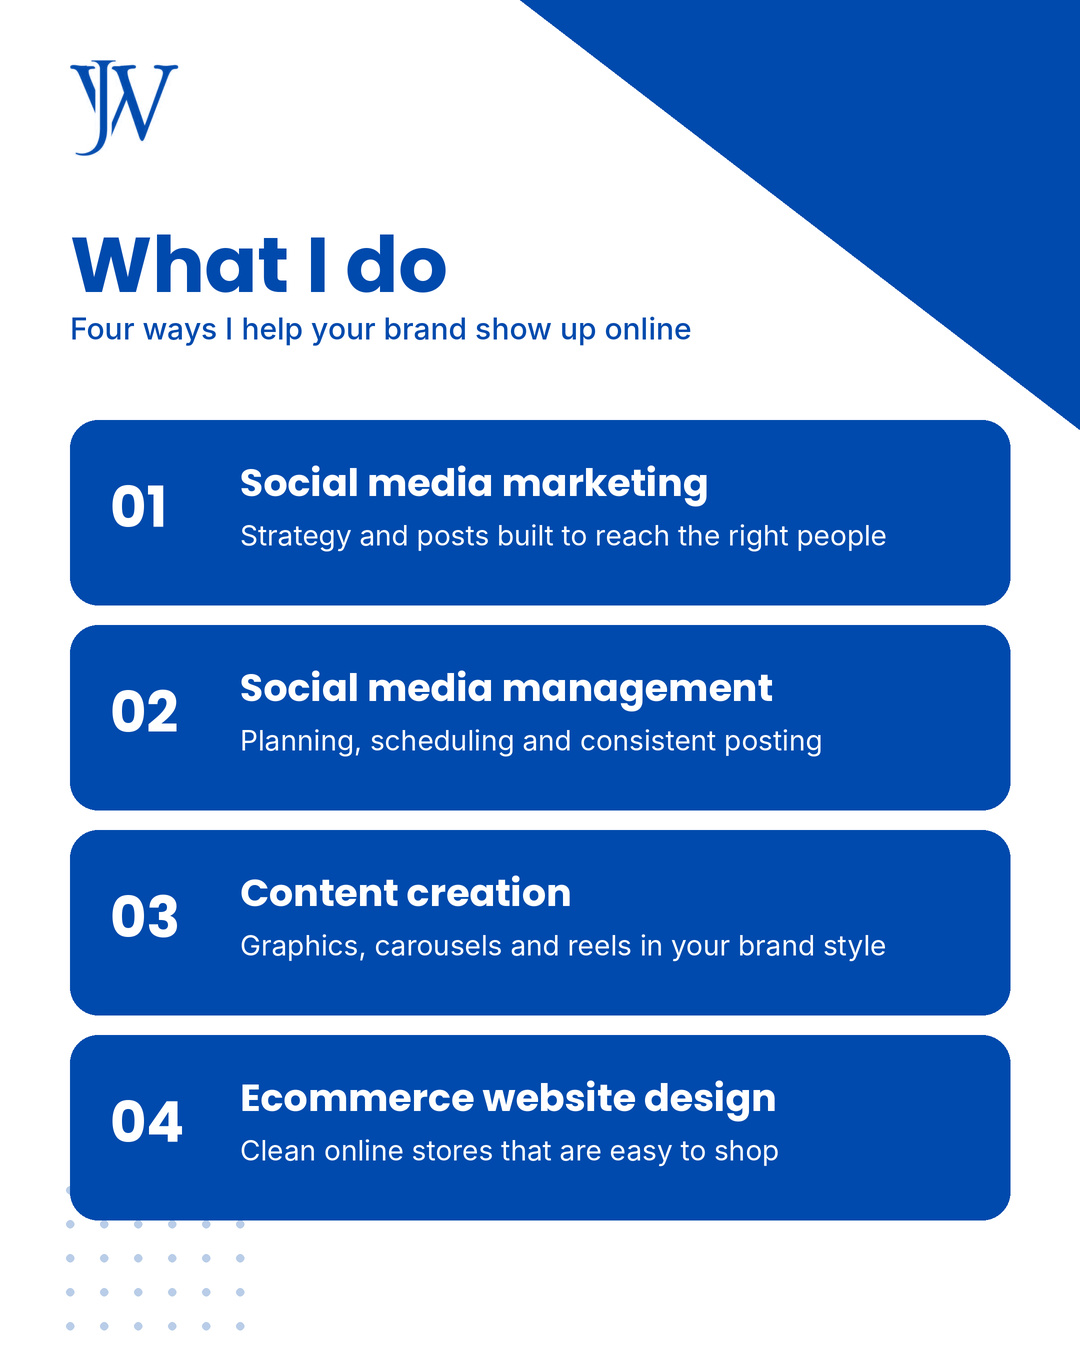 JW
What I do
Four ways I help your brand show up online
01
Social media marketing
Strategy and posts built to reach the right people
02
Social media management
Planning, scheduling and consistent posting
03
Content creation
Graphics, carousels and reels in your brand style
04
Ecommerce website design
Clean online stores that are easy to shop